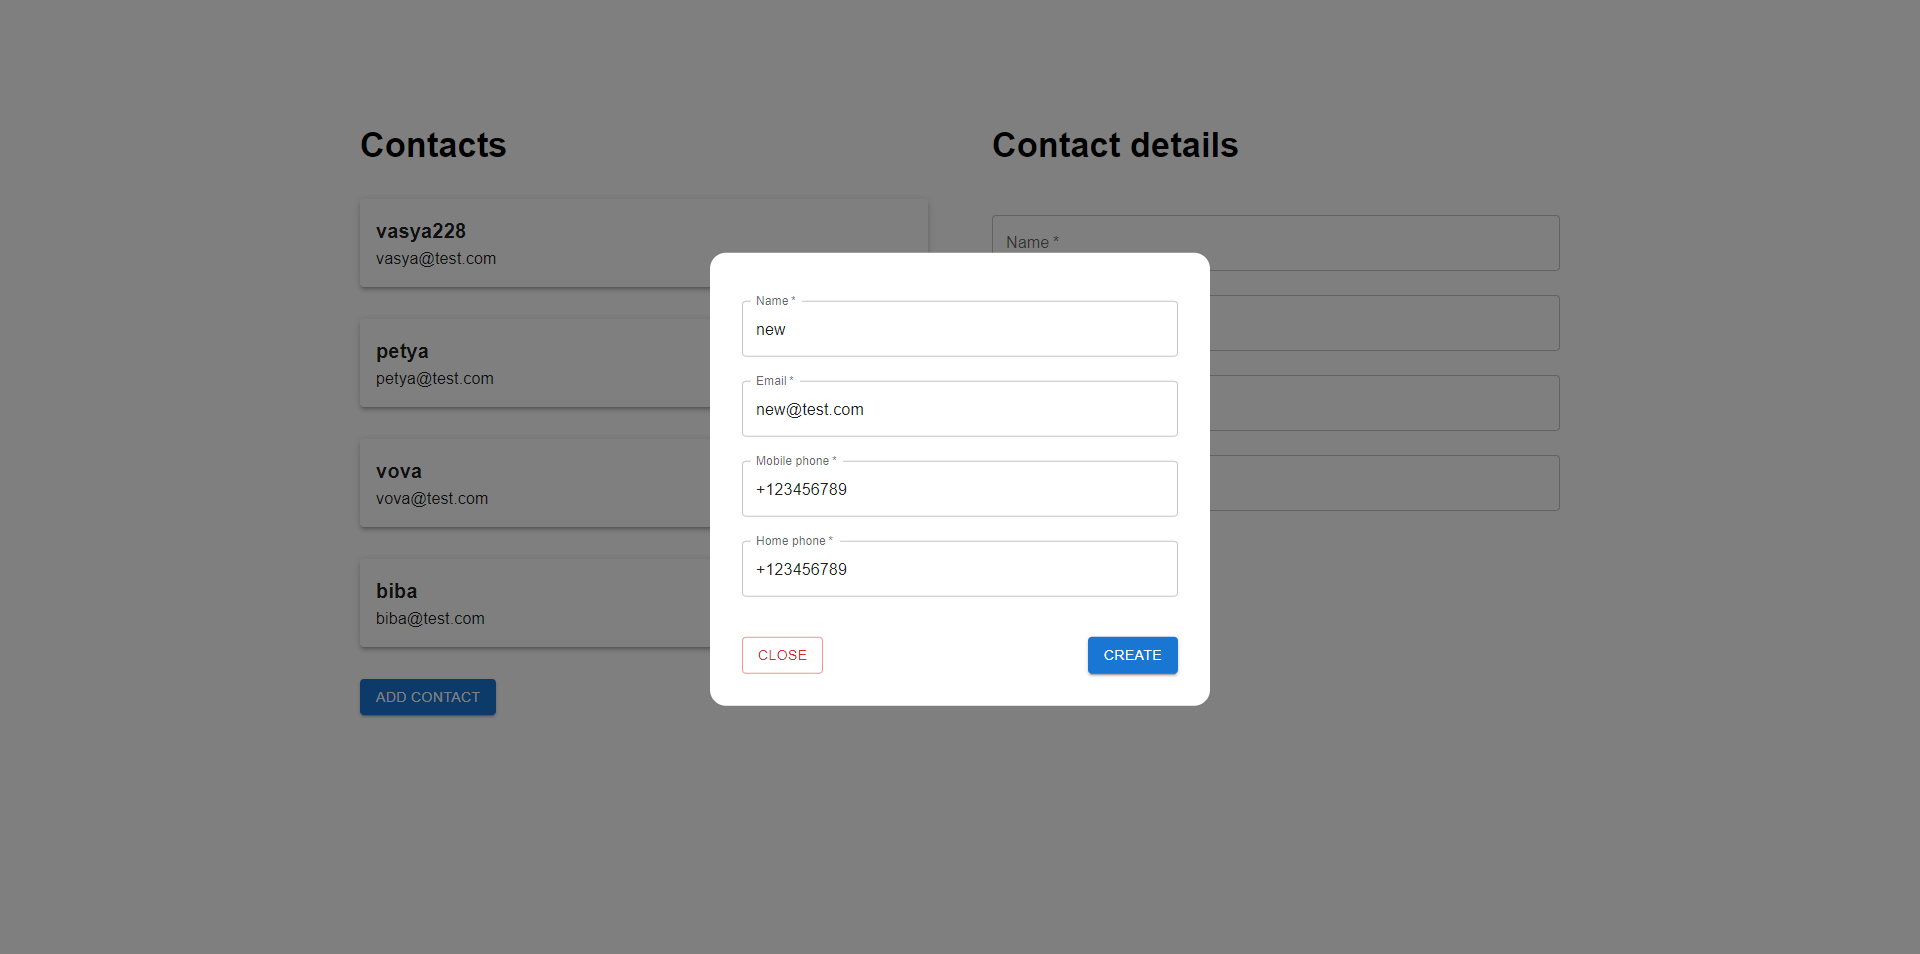 Contacts
vasya228
vasya@test.com
petya
petya@test.com
vova
vova@test.com
biba
biba@test.com
ADD CONTACT
Contact details
Name *
Name *
new
Email *
new@test.com
Mobile phone *
+123456789
Home phone *
+123456789
CLOSE
CREATE